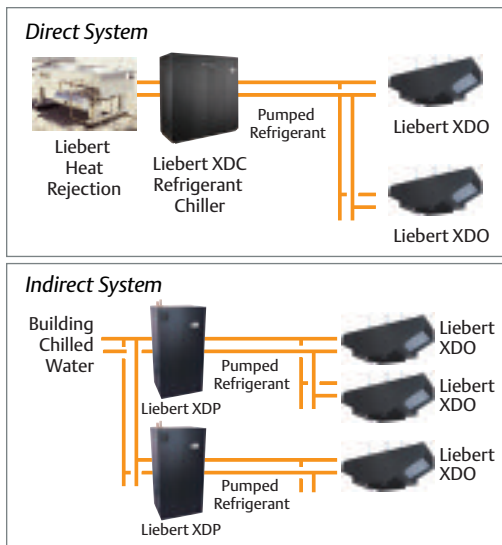 Direct System
Liebert
Heat
Rejection
Liebert XDC
Refrigerant
Chiller
Pumped
Refrigerant
Liebert XDO
Liebert XDO
Indirect System
Building
Chilled
Water
Liebert XDP
Pumped
Refrigerant
Liebert
XDO
Liebert
XDO
Liebert XDP
Pumped
Refrigerant
Liebert
XDO